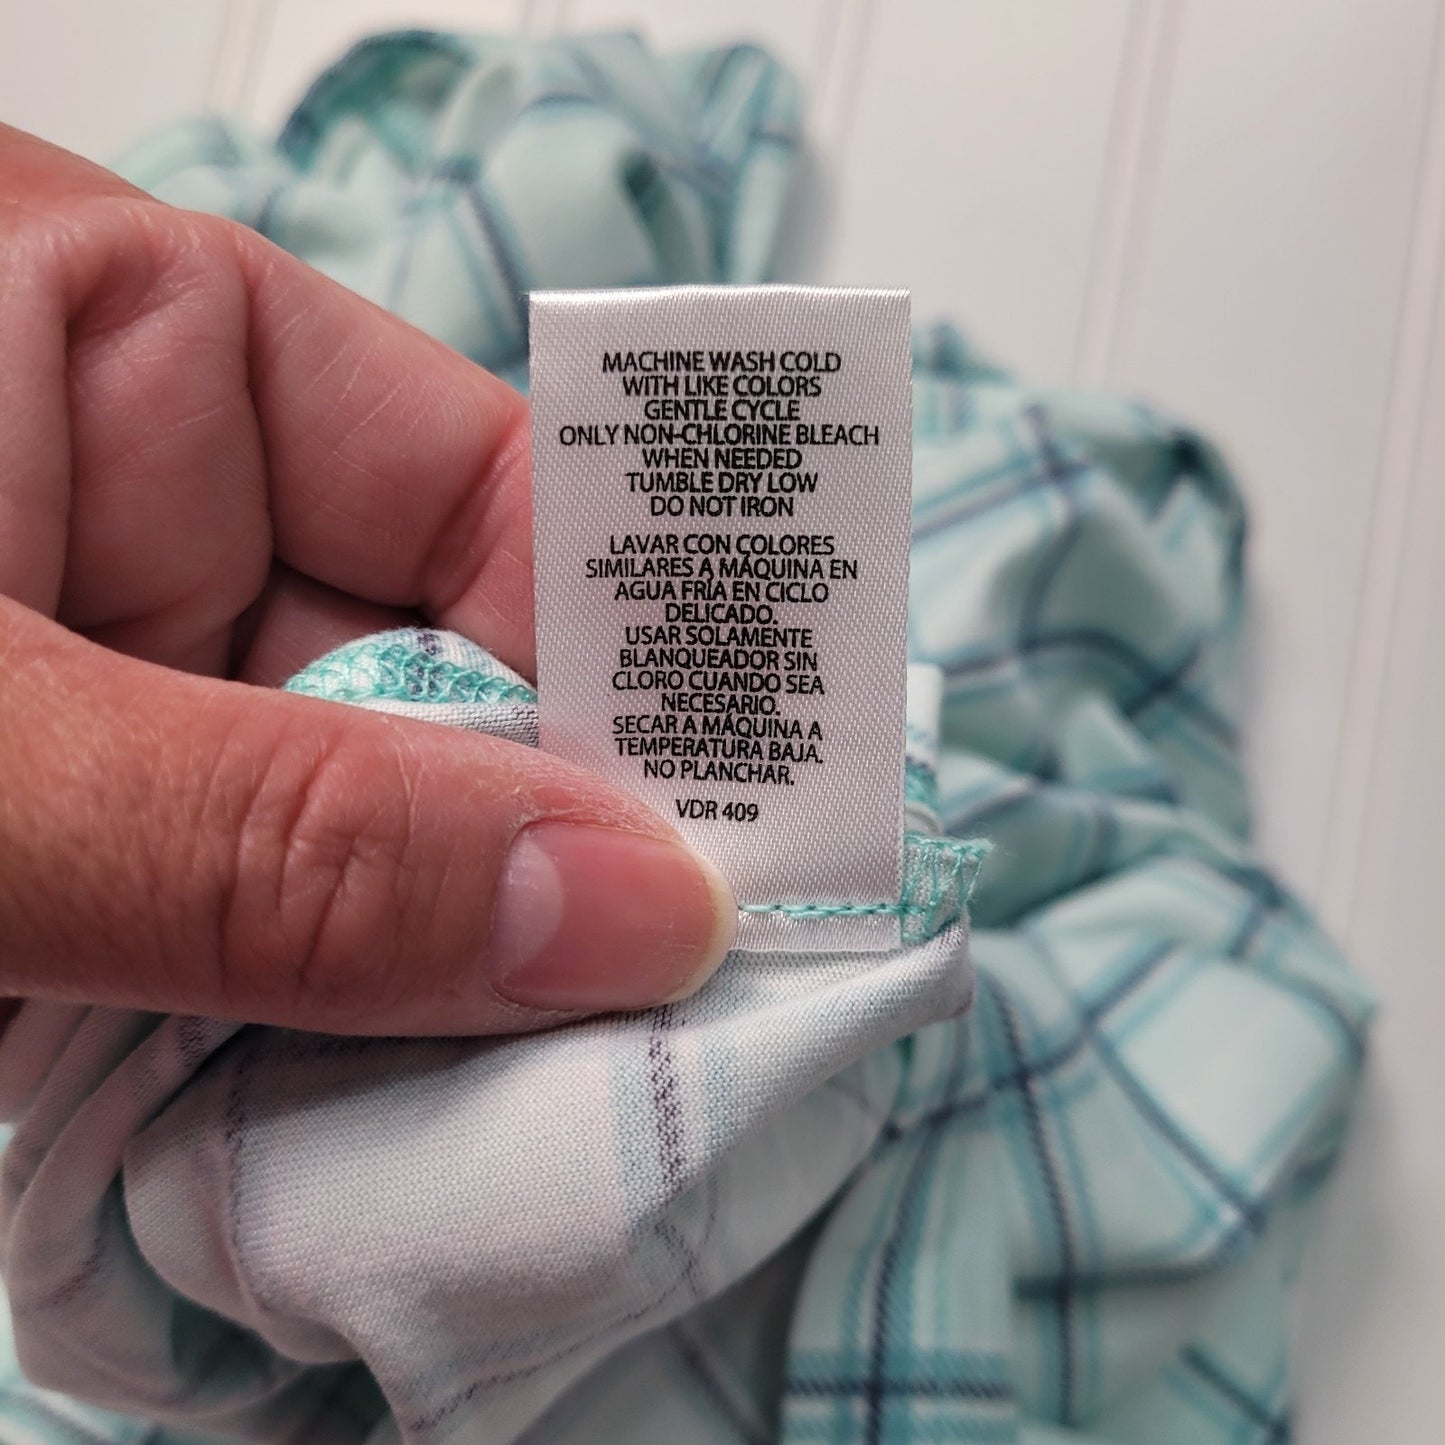 MACHINE WASH COLD
WITH LIKE COLORS
GENTLE CYCLE
ONLY NON-CHLORINE BLEACH
WHEN NEEDED
TUMBLE DRY LOW
DO NOT IRON
LAVAR CON COLORES
SIMILARES A MÁQUINA EN
AGUA FRÍA EN CICLO
DELICADO.
USAR SOLAMENTE
BLANQUEADOR SIN
CLORO CUANDO SEA
NECESARIO.
SECAR A MÁQUINA A
TEMPERATURA BAJA.
NO PLANCHAR.
VDR 409